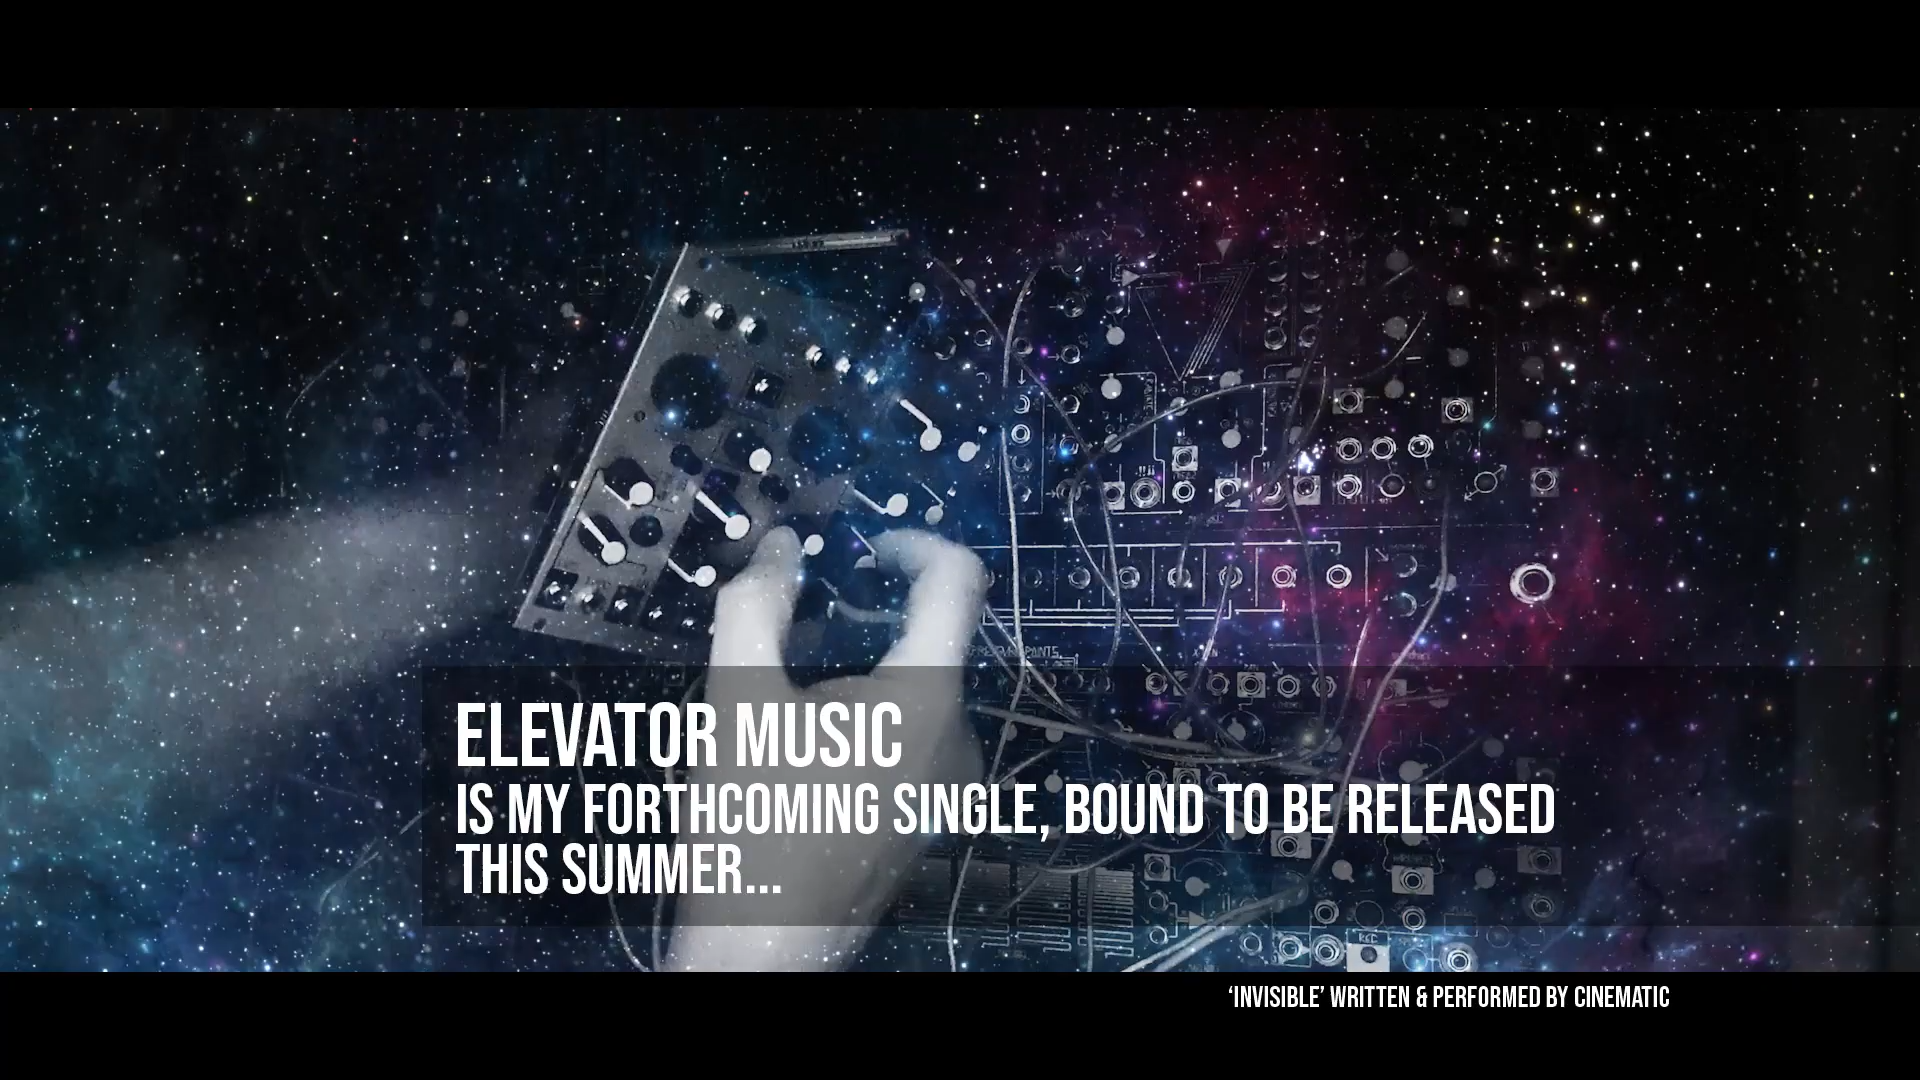 ELEVATOR MUSIC
IS MY FORTHCOMING SINGLE, BOUND TO BE RELEASED
THIS SUMMER...
‘INVISIBLE’ WRITTEN & PERFORMED BY CINEMATIC